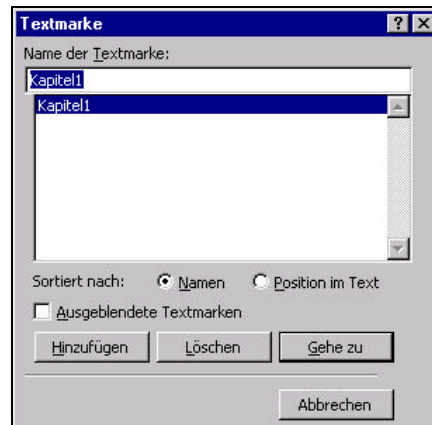 Textmarke
Name der Textmarke:
Kapitel1
Kapitel1
Sortiert nach: Namen Position im Text
Ausgeblendete Textmarken
Hinzufügen Löschen Gehe zu
Abbrechen